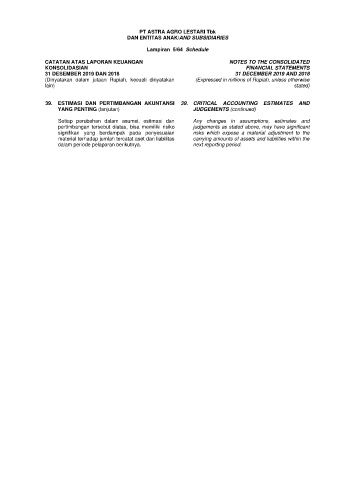 PT ASTRA AGRO LESTARI Tbk
DAN ENTITAS ANAK/AND SUBSIDIARIES
Lampiran 5/64 Schedule
CATATAN ATAS LAPORAN KEUANGAN
KONSOLIDASIAN
31 DESEMBER 2019 DAN 2018
(Dinyatakan dalam jutaan Rupiah, kecuali dinyatakan
lain)
NOTES TO THE CONSOLIDATED
FINANCIAL STATEMENTS
31 DECEMBER 2019 AND 2018
(Expressed in millions of Rupiah, unless otherwise
stated)
39. ESTIMASI DAN PERTIMBANGAN AKUNTANSI
YANG PENTING (lanjutan)
Setiap perubahan dalam asumsi, estimasi dan
pertimbangan tersebut diatas, bisa memiliki risiko
signifikan yang berdampak pada penyesuaian
material terhadap jumlah tercatat aset dan liabilitas
dalam periode pelaporan berikutnya.
39. CRITICAL ACCOUNTING ESTIMATES AND
JUDGEMENTS (continued)
Any changes in assumptions, estimates and
judgements as stated above, may have significant
risks which expose a material adjustment to the
carrying amounts of assets and liabilities within the
next reporting period.